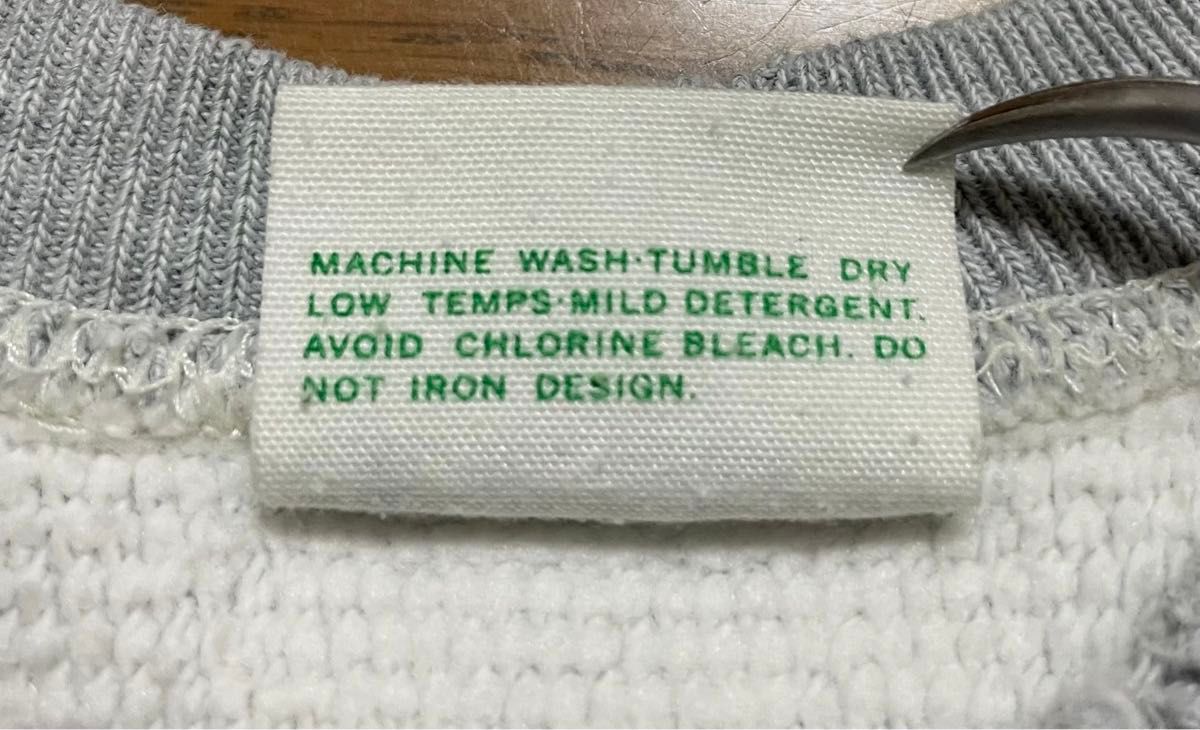 MACHINE WASH·TUMBLE DRY
LOW TEMPS·MILD DETERGENT.
AVOID CHLORINE BLEACH. DO
NOT IRON DESIGN.